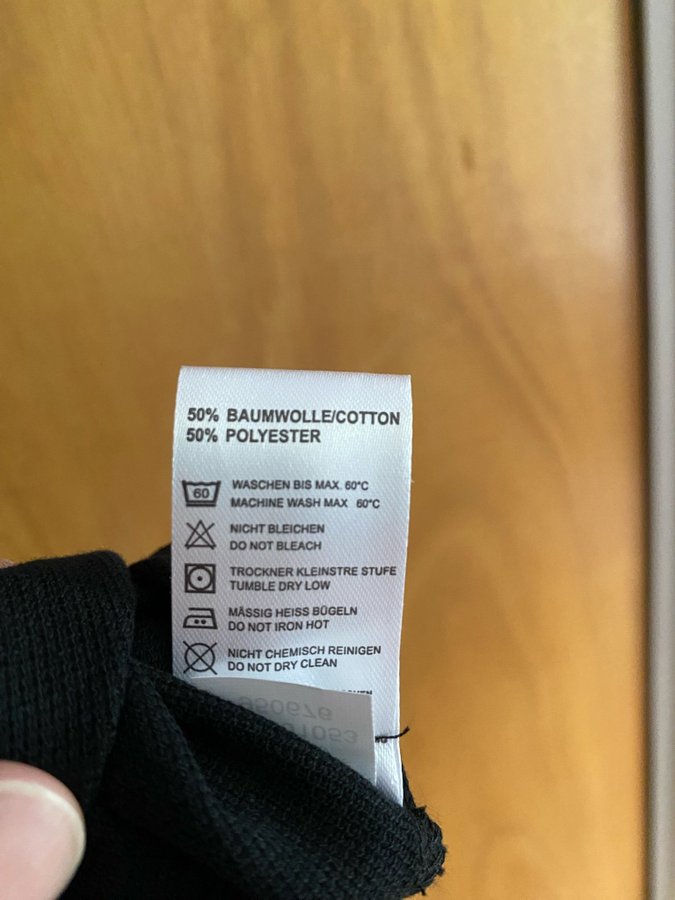 50% BAUMWOLLE/COTTON
50% POLYESTER
60
WASCHEN BIS MAX. 60°C
MACHINE WASH MAX 60°C
NICHT BLEICHEN
DO NOT BLEACH
TROCKNER KLEINSTRE STUFE
TUMBLE DRY LOW
MÄSSIG HEISS BÜGELN
DO NOT IRON HOT
NICHT CHEMISCH REINIGEN
DO NOT DRY CLEAN